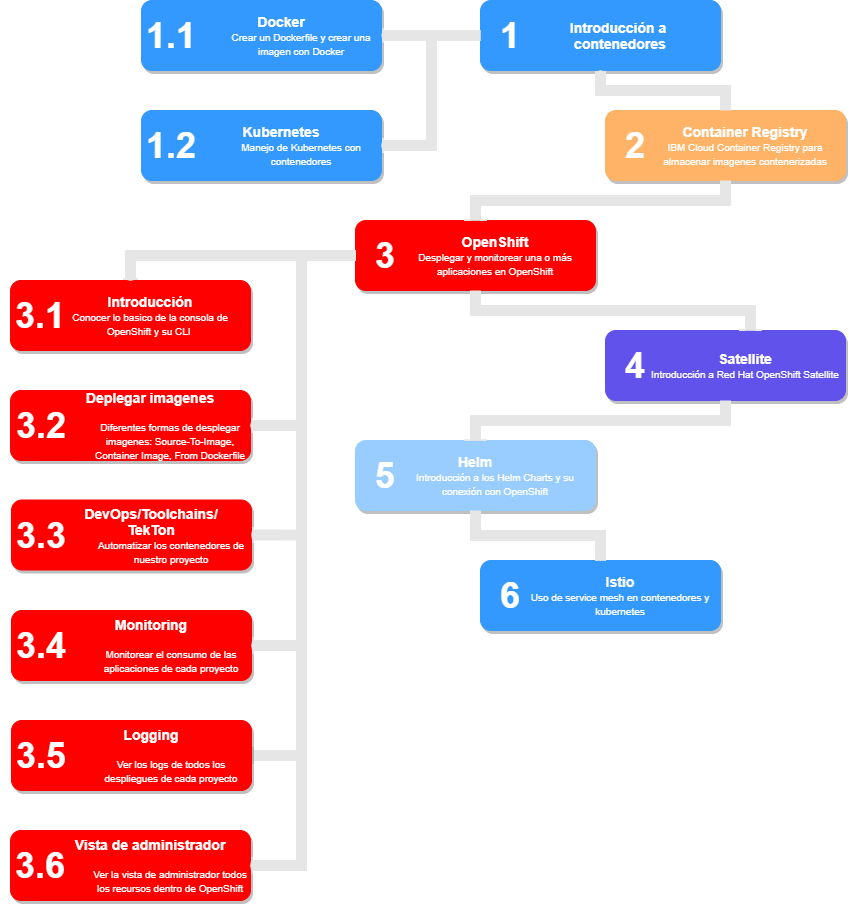 1.1
Docker
Crear un Dockerfile y crear una
imagen con Docker
1
Introducción a
contenedores
1.2
Kubernetes
Manejo de Kubernetes con
contenedores
2
Container Registry
IBM Cloud Container Registry para
almacenar imagenes contenerizadas
3
OpenShift
Desplegar y monitorear una o más
aplicaciones en OpenShift
3.1
Introducción
Conocer lo basico de la consola de
OpenShift y su CLI
4
Satellite
Introducción a Red Hat OpenShift Satellite
3.2
Deplegar imagenes
Diferentes formas de desplegar
imagenes: Source-To-Image,
Container Image, From Dockerfile
5
Helm
Introducción a los Helm Charts y su
conexión con OpenShift
3.3
DevOps/Toolchains/
TekTon
Automatizar los contenedores de
nuestro proyecto
6
Istio
Uso de service mesh en contenedores y
kubernetes
3.4
Monitoring
Monitorear el consumo de las
aplicaciones de cada proyecto
3.5
Logging
Ver los logs de todos los
despliegues de cada proyecto
3.6
Vista de administrador
Ver la vista de administrador todos
los recursos dentro de OpenShift